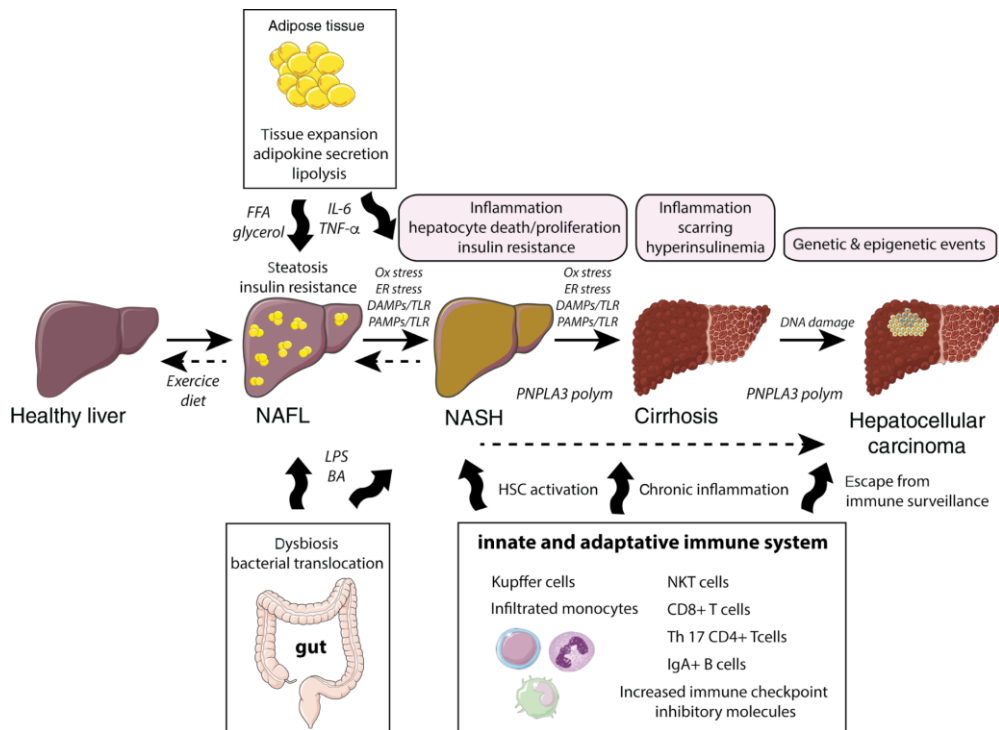 Adipose tissue
Tissue expansion
adipokine secretion
lipolysis
FFA
glycerol
IL-6
TNF-α
Inflammation
hepatocyte death/proliferation
insulin resistance
Inflammation
scarring
hyperinsulinemia
Genetic & epigenetic events
Steatosis
insulin resistance
Ox stress
ER stress
DAMPs/TLR
PAMPs/TLR
Ox stress
ER stress
DAMPs/TLR
PAMPs/TLR
DNA damage
Exercice
diet
PNPLA3 polym
PNPLA3 polym
Healthy liver
NAFL
NASH
Cirrhosis
Hepatocellular
carcinoma
LPS
BA
HSC activation
Chronic inflammation
Escape from
immune surveillance
Dysbiosis
bacterial translocation
gut
innate and adaptative immune system
Kupffer cells
Infiltrated monocytes
NKT cells
CD8+ T cells
Th 17 CD4+ Tcells
IgA+ B cells
Increased immune checkpoint
inhibitory molecules